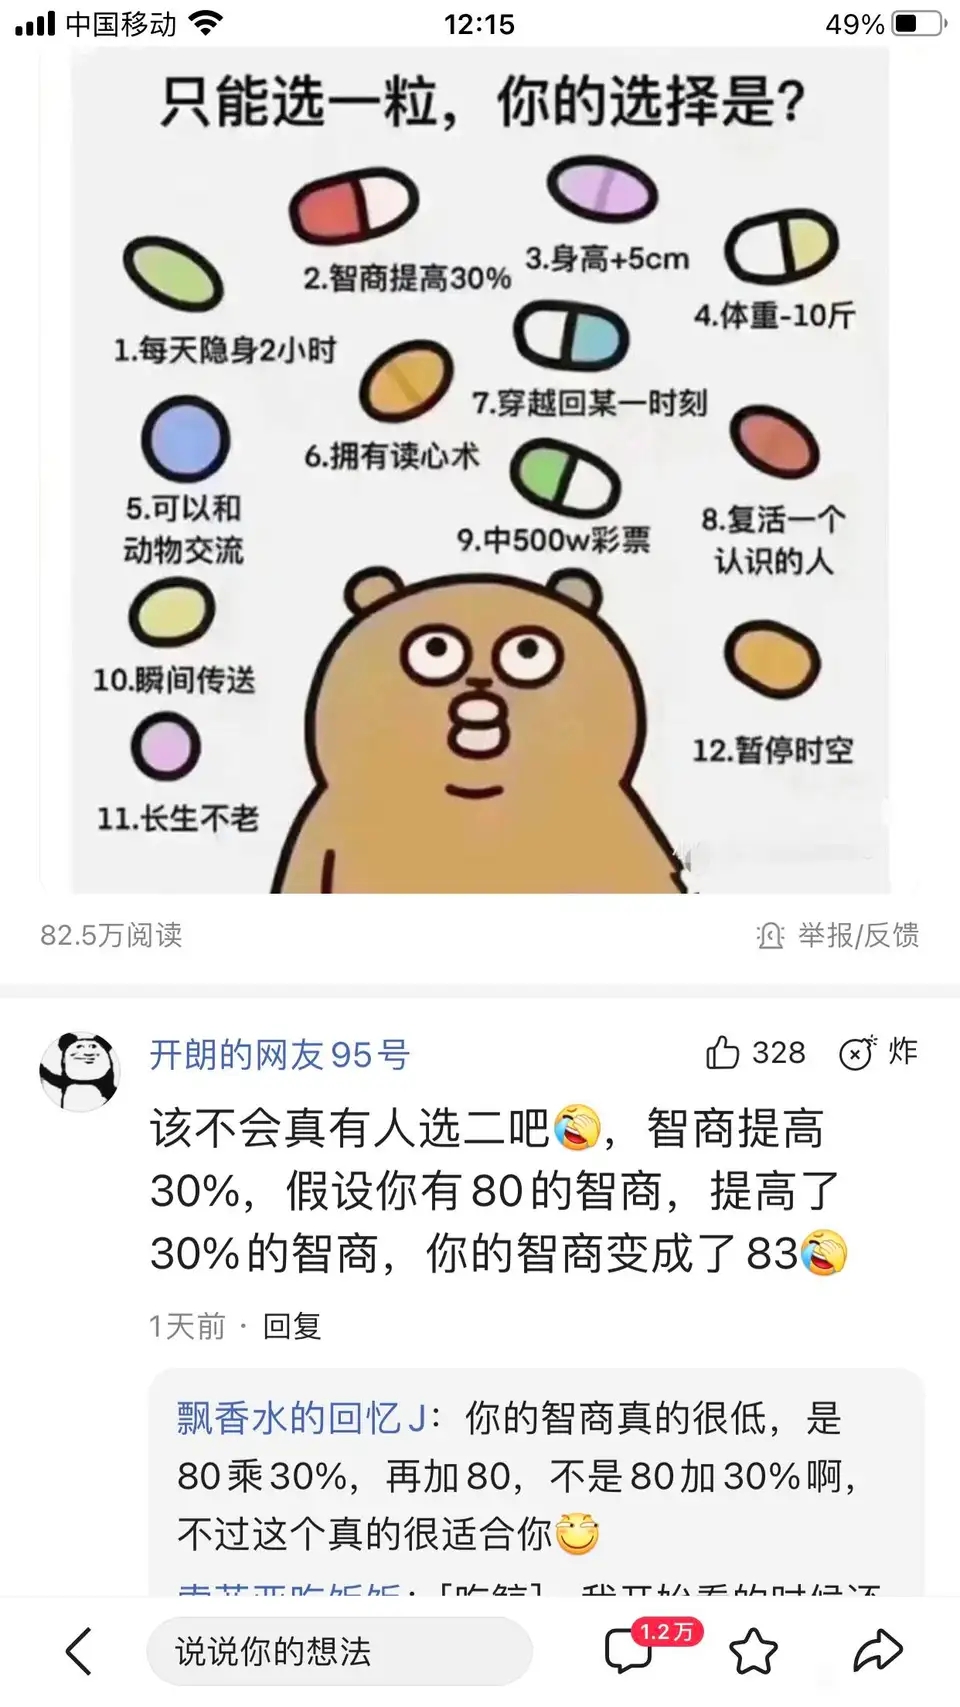 中国移动 12:15 49%
只能选一粒，你的选择是？
2.智商提高30%
3.身高+5cm
4.体重-10斤
1.每天隐身2小时
7.穿越回某一时刻
6.拥有读心术
5.可以和
动物交流
9.中500w彩票
8.复活一个
认识的人
10.瞬间传送
12.暂停时空
11.长生不老
82.5万阅读 举报/反馈
开朗的网友95号 328 炸
该不会真有人选二吧🤣，智商提高
30%，假设你有80的智商，提高了
30%的智商，你的智商变成了83🤣
1天前 · 回复
飘香水的回忆J：你的智商真的很低，是
80乘30%，再加80，不是80加30%啊，
不过这个真的很适合你
说说你的想法 1.2万